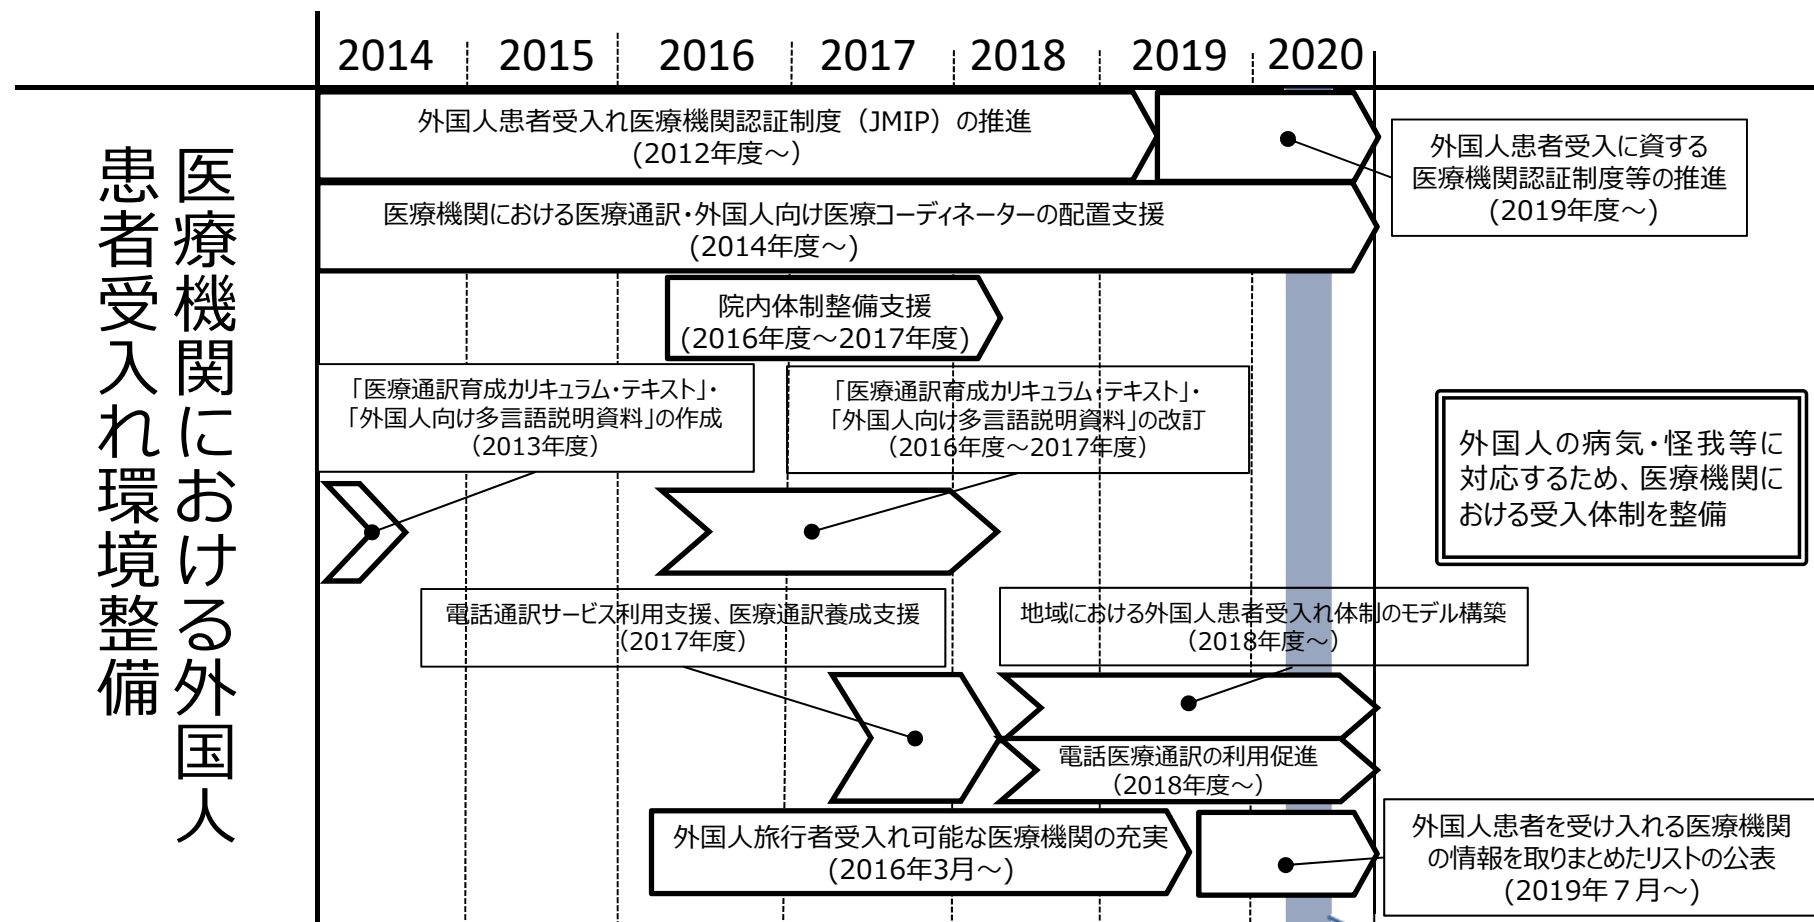 2014 2015 2016 2017 2018 2019 2020
医療機関における外国人
患者受入れ環境整備
外国人患者受入れ医療機関認証制度（JMIP）の推進
(2012年度～)
外国人患者受入に資する
医療機関認証制度等の推進
(2019年度～)
医療機関における医療通訳・外国人向け医療コーディネーターの配置支援
(2014年度～)
院内体制整備支援
(2016年度～2017年度)
「医療通訳育成カリキュラム・テキスト」・
「外国人向け多言語説明資料」の作成
（2013年度）
「医療通訳育成カリキュラム・テキスト」・
「外国人向け多言語説明資料」の改訂
（2016年度～2017年度）
外国人の病気・怪我等に
対応するため、医療機関に
おける受入体制を整備
電話通訳サービス利用支援、医療通訳養成支援
（2017年度）
地域における外国人患者受入れ体制のモデル構築
（2018年度～）
電話医療通訳の利用促進
（2018年度～）
外国人旅行者受入れ可能な医療機関の充実
(2016年3月～)
外国人患者を受け入れる医療機関
の情報を取りまとめたリストの公表
(2019年７月～)